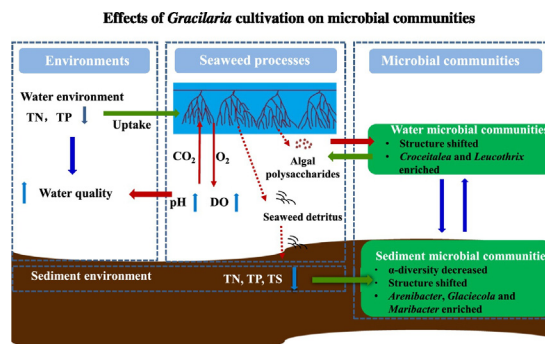 Effects of Gracilaria cultivation on microbial communities
Environments
Seaweed processes
Microbial communities
Water environment
TN, TP
Uptake
Water quality
CO2
O2
pH
DO
Algal
polysaccharides
Seaweed detritus
Water microbial communities
• Structure shifted
• Croceitalea and Leucothrix
enriched
Sediment environment
TN, TP, TS
Sediment microbial communities
• α-diversity decreased
• Structure shifted
• Arenibacter, Glaciecola and
Maribacter enriched